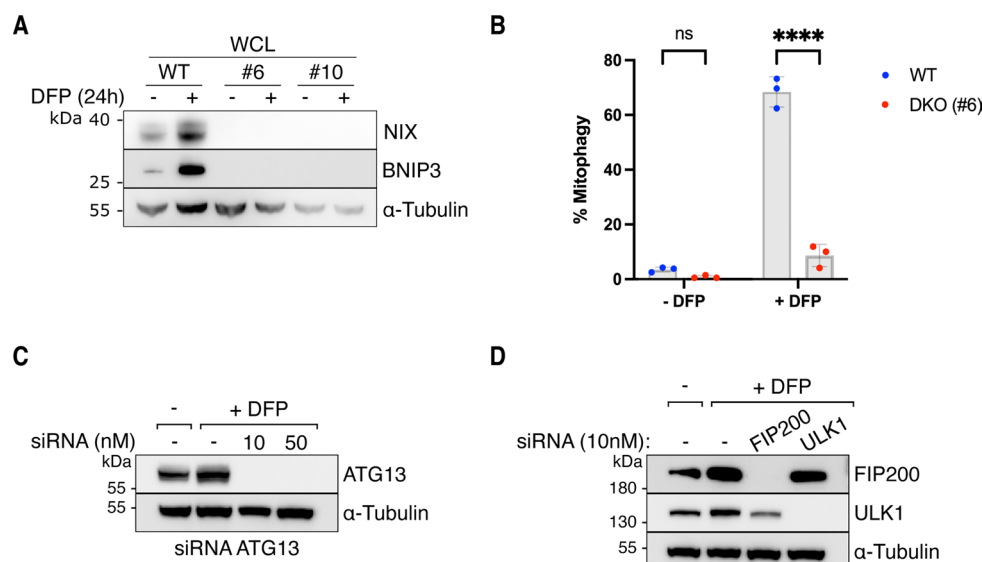 A
WCL
WT #6 #10
DFP (24h) - + - + - +
kDa
40 -
NIX
BNIP3
25 -
55 -
α-Tubulin
B
ns
****
% Mitophagy
80
60
40
20
0
- DFP + DFP
WT
DKO (#6)
C
- + DFP
siRNA (nM) - 10 50
kDa
ATG13
55 -
55 -
α-Tubulin
siRNA ATG13
D
- + DFP
siRNA (10nM): - - FIP200 ULK1
kDa
FIP200
180 -
ULK1
130 -
55 -
α-Tubulin